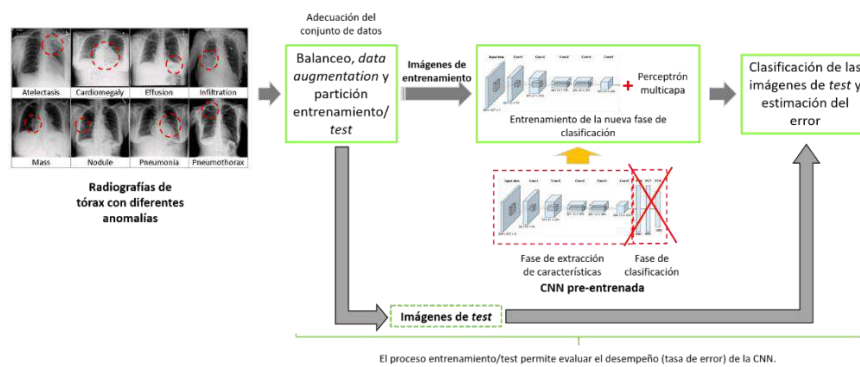 Atelectasis
Cardiomegaly
Effusion
Infiltration
Mass
Nodule
Pneumonia
Pneumothorax
Radiografías de
tórax con diferentes
anomalías
Adecuación del
conjunto de datos
Balanceo, data
augmentation y
partición
entrenamiento/
test
Imágenes de
entrenamiento
+ Perceptrón
multicapa
Entrenamiento de la nueva fase de
clasificación
Fase de extracción
de características
Fase de
clasificación
CNN pre-entrenada
Clasificación de las
imágenes de test y
estimación del
error
Imágenes de test
El proceso entrenamiento/test permite evaluar el desempeño (tasa de error) de la CNN.